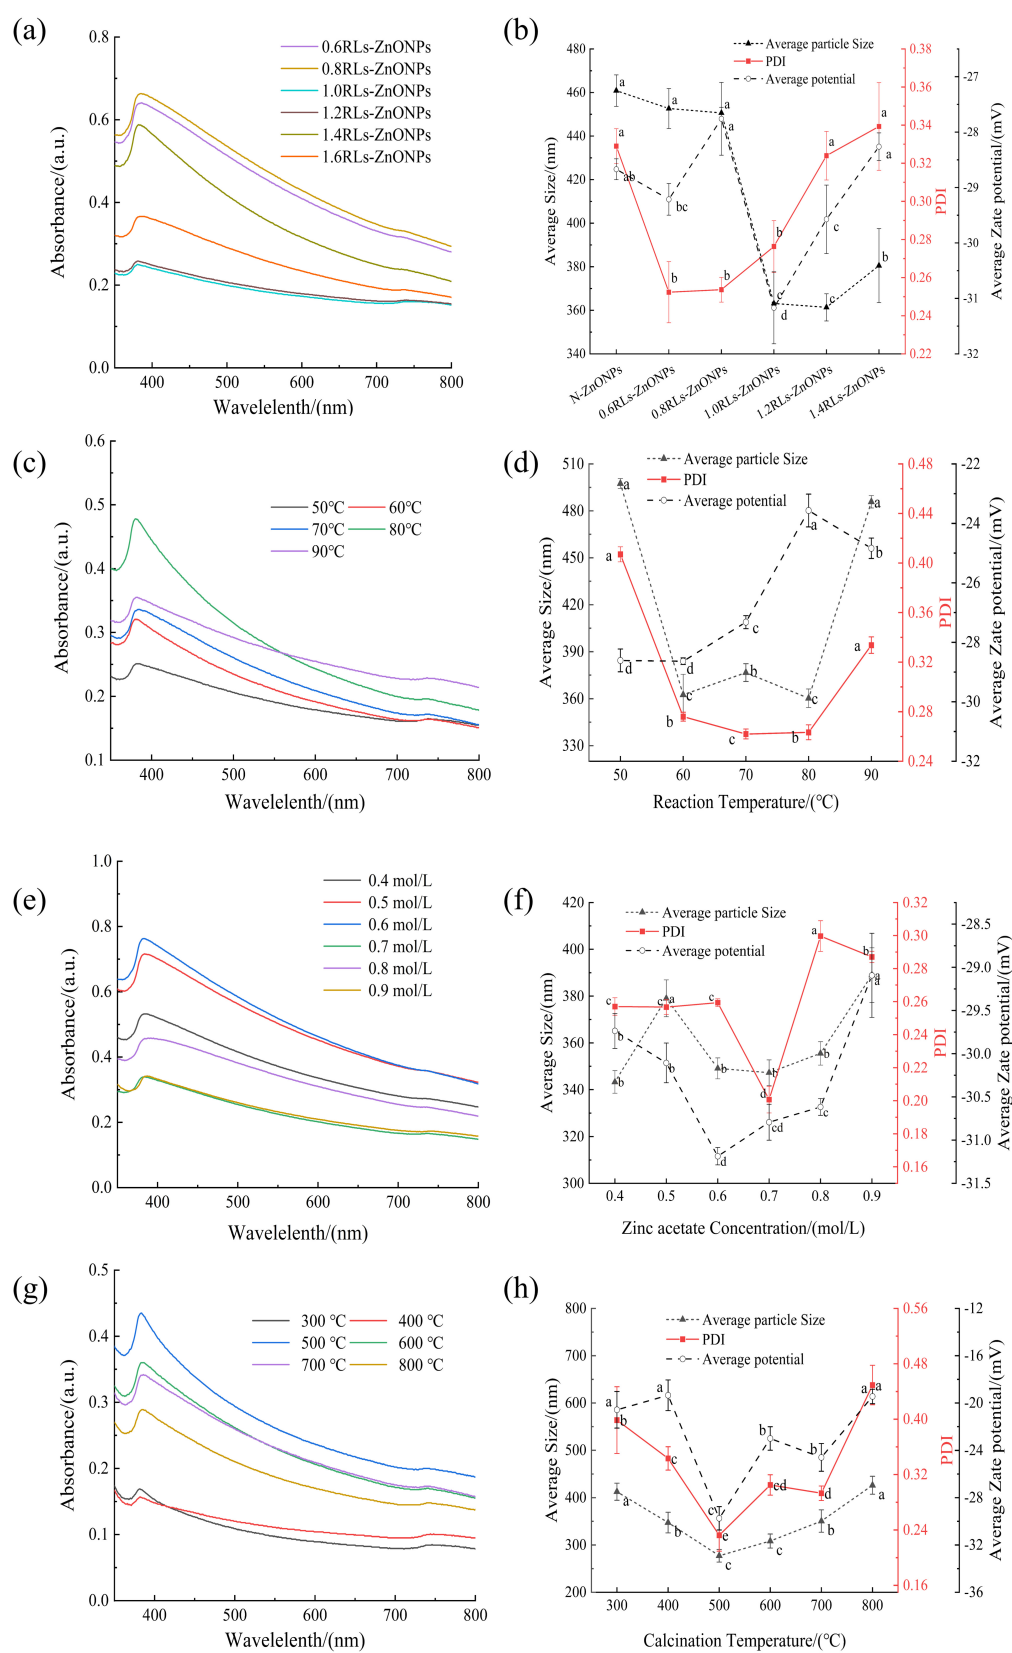 (a)
0.8
0.6
0.4
0.2
0.0
Absorbance/(a.u.)
0.6RLs-ZnONPs
0.8RLs-ZnONPs
1.0RLs-ZnONPs
1.2RLs-ZnONPs
1.4RLs-ZnONPs
1.6RLs-ZnONPs
400 500 600 700 800
Wavelelenth/(nm)
(b)
Average particle Size
PDI
Average potential
480
460
440
420
400
380
360
340
Average Size/(nm)
0.38
0.36
0.34
0.32
0.30
0.28
0.26
0.24
0.22
PDI
-27
-28
-29
-30
-31
-32
Average Zate potential/(mV)
a a a a a
a ab bc a
b b b c c c d b
N-ZnONPs
0.6RLs-ZnONPs
0.8RLs-ZnONPs
1.0RLs-ZnONPs
1.2RLs-ZnONPs
1.4RLs-ZnONPs
(c)
0.6
0.5
0.4
0.3
0.2
0.1
Absorbance/(a.u.)
50℃ 60℃
70℃ 80℃
90℃
400 500 600 700 800
Wavelelenth/(nm)
(d)
Average particle Size
PDI
Average potential
510
480
450
420
390
360
330
Average Size/(nm)
0.48
0.44
0.40
0.36
0.32
0.28
0.24
PDI
-22
-24
-26
-28
-30
-32
Average Zate potential/(mV)
a a a
a b
d d c a
c b c
b c b
50 60 70 80 90
Reaction Temperature/(℃)
(e)
1.0
0.8
0.6
0.4
0.2
0.0
Absorbance/(a.u.)
0.4 mol/L
0.5 mol/L
0.6 mol/L
0.7 mol/L
0.8 mol/L
0.9 mol/L
400 500 600 700 800
Wavelelenth/(nm)
(f)
Average particle Size
PDI
Average potential
420
400
380
360
340
320
300
Average Size/(nm)
0.32
0.30
0.28
0.26
0.24
0.22
0.20
0.18
0.16
PDI
-28.5
-29.0
-29.5
-30.0
-30.5
-31.0
-31.5
Average Zate potential/(mV)
a b
c c a c a a
b b b b b
b d c
d cd
0.4 0.5 0.6 0.7 0.8 0.9
Zinc acetate Concentration/(mol/L)
(g)
0.5
0.4
0.3
0.2
0.1
0.0
Absorbance/(a.u.)
300 ℃ 400 ℃
500 ℃ 600 ℃
700 ℃ 800 ℃
400 500 600 700 800
Wavelelenth/(nm)
(h)
Average particle Size
PDI
Average potential
800
700
600
500
400
300
200
Average Size/(nm)
0.56
0.48
0.40
0.32
0.24
0.16
PDI
-12
-16
-20
-24
-28
-32
-36
Average Zate potential/(mV)
a a a a
b b b
c cd d
a b c e c b a
c
300 400 500 600 700 800
Calcination Temperature/(℃)